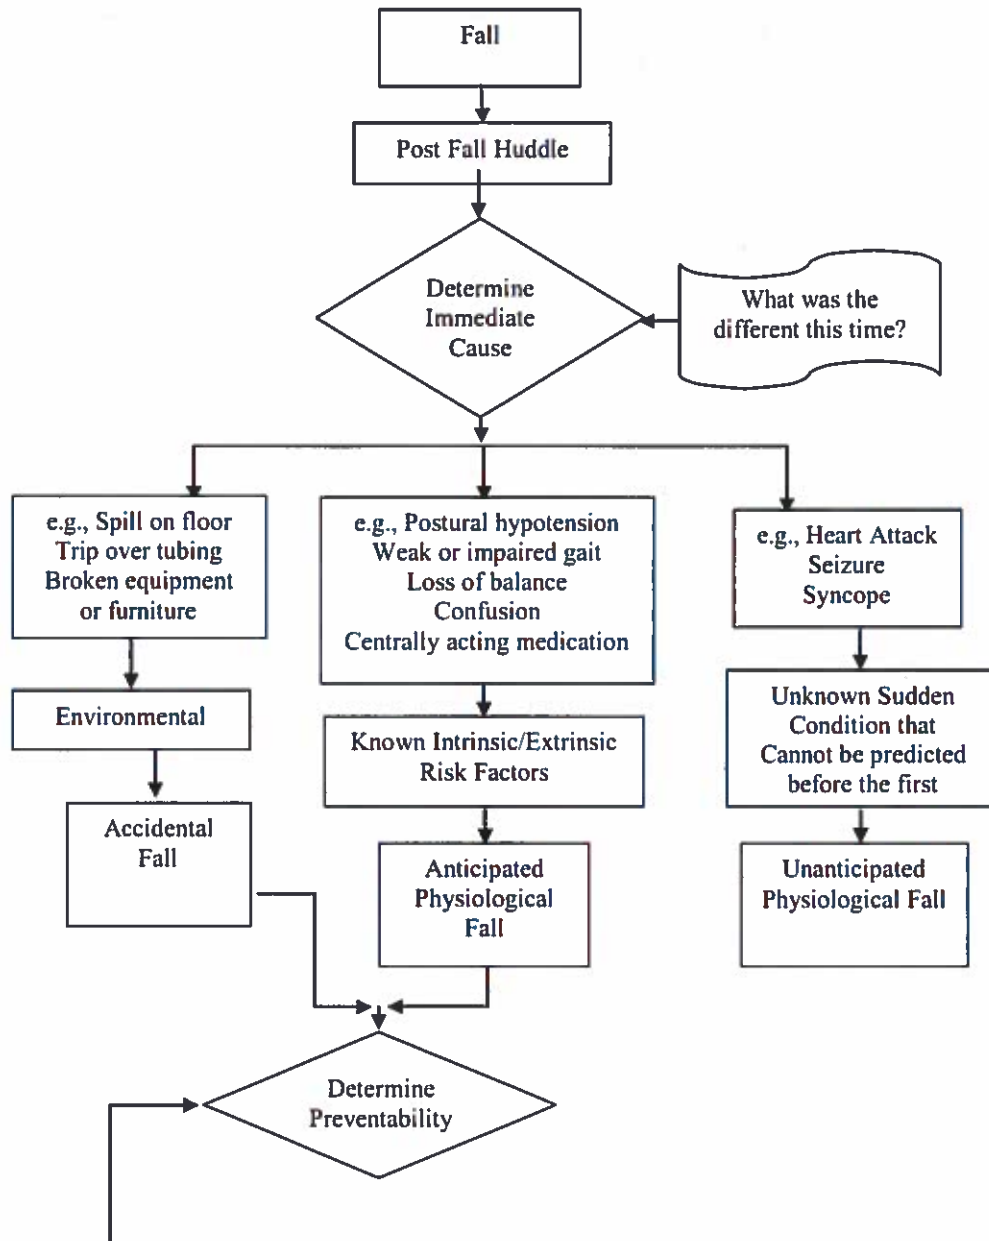 Fall
Post Fall Huddle
Determine
Immediate
Cause
What was the
different this time?
e.g., Spill on floor
Trip over tubing
Broken equipment
or furniture
e.g., Postural hypotension
Weak or impaired gait
Loss of balance
Confusion
Centrally acting medication
e.g., Heart Attack
Seizure
Syncope
Environmental
Known Intrinsic/Extrinsic
Risk Factors
Unknown Sudden
Condition that
Cannot be predicted
before the first
Accidental
Fall
Anticipated
Physiological
Fall
Unanticipated
Physiological Fall
Determine
Preventability